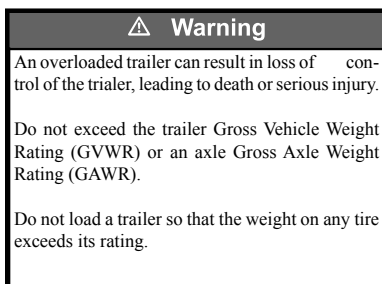 ⚠ Warning
An overloaded trailer can result in loss of con-
trol of the trialer, leading to death or serious injury.
Do not exceed the trailer Gross Vehicle Weight
Rating (GVWR) or an axle Gross Axle Weight
Rating (GAWR).
Do not load a trailer so that the weight on any tire
exceeds its rating.